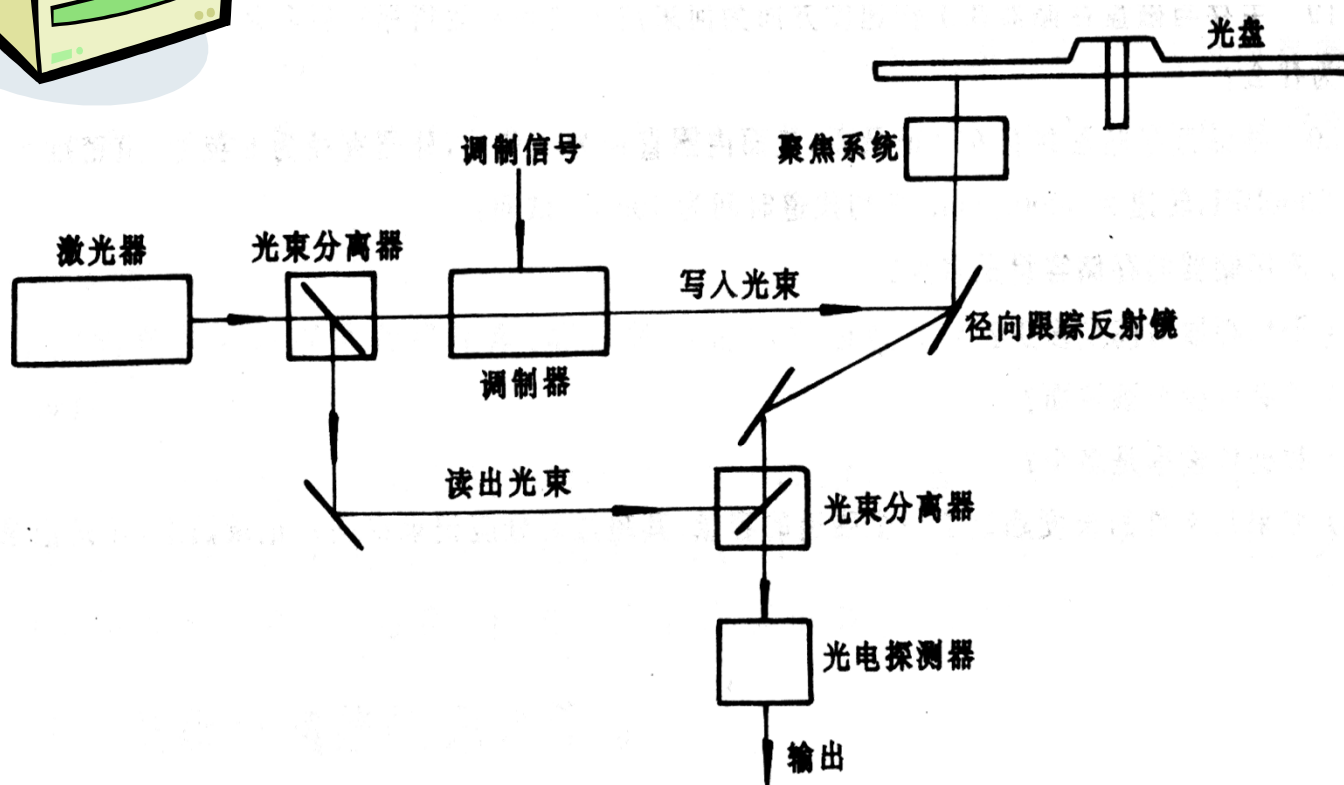 光盘
调制信号
聚焦系统
激光器
光束分离器
写入光束
径向跟踪反射镜
调制器
读出光束
光束分离器
光电探测器
输出